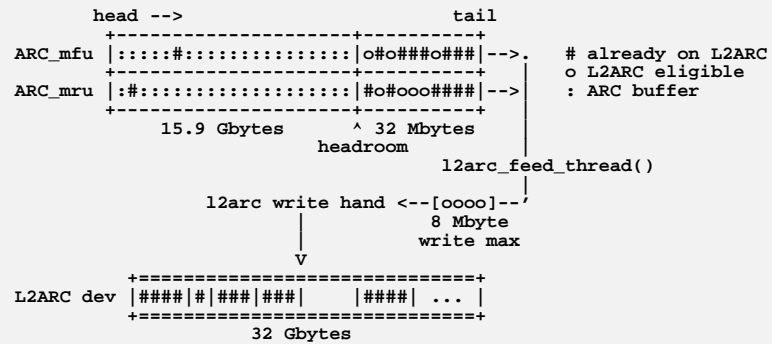 head -->                        tail
            +---------------------+----------+
    ARC_mfu |:::::#:::::::::::::::|o#o###o###|-->.   # already on L2ARC
            +---------------------+----------+   |   o L2ARC eligible
    ARC_mru |:#:::::::::::::::::::|#o#ooo####|-->|   : ARC buffer
            +---------------------+----------+   |
                 15.9 Gbytes      ^ 32 Mbytes    |
                               headroom          |
                                          l2arc_feed_thread()
                                                 |
                     l2arc write hand <--[oooo]--'
                             |           8 Mbyte
                             |          write max
                             V
              +==============================+
    L2ARC dev |####|#|###|###|    |####| ... |
              +==============================+
                         32 Gbytes